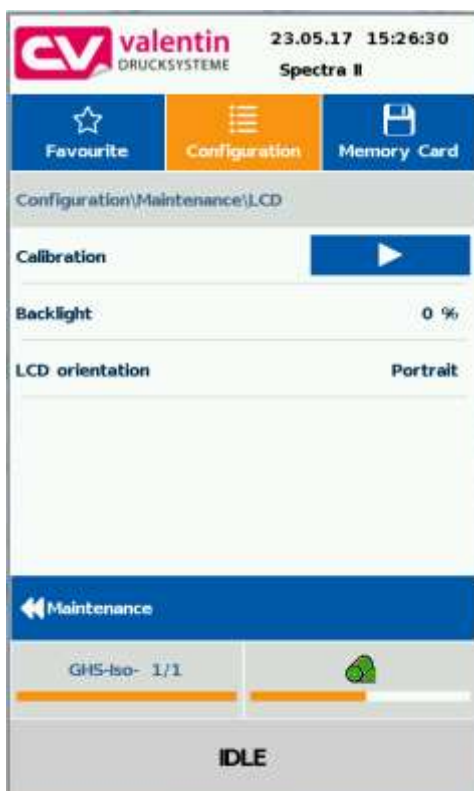 CV valentin
DRUCKSYSTEME
23.05.17 15:26:30
Spectra II
Favourite
Configuration
Memory Card
Configuration\Maintenance\LCD
Calibration
Backlight 0 %
LCD orientation Portrait
Maintenance
GHS-Iso- 1/1
IDLE